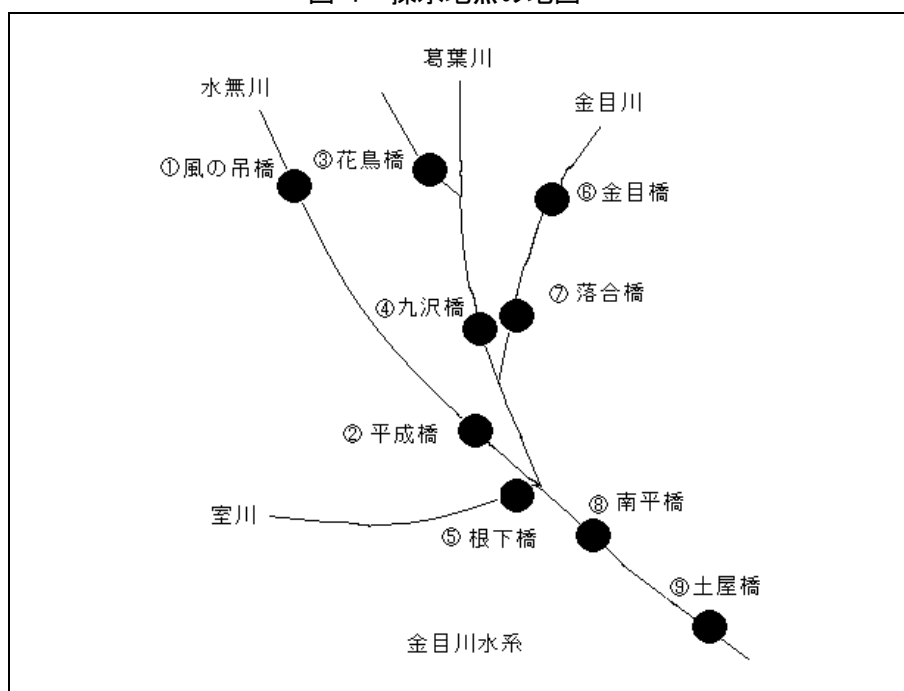 葛葉川
水無川
金目川
①風の吊橋
③花鳥橋
⑥金目橋
⑦落合橋
④九沢橋
②平成橋
室川
⑤根下橋
⑧南平橋
⑨土屋橋
金目川水系